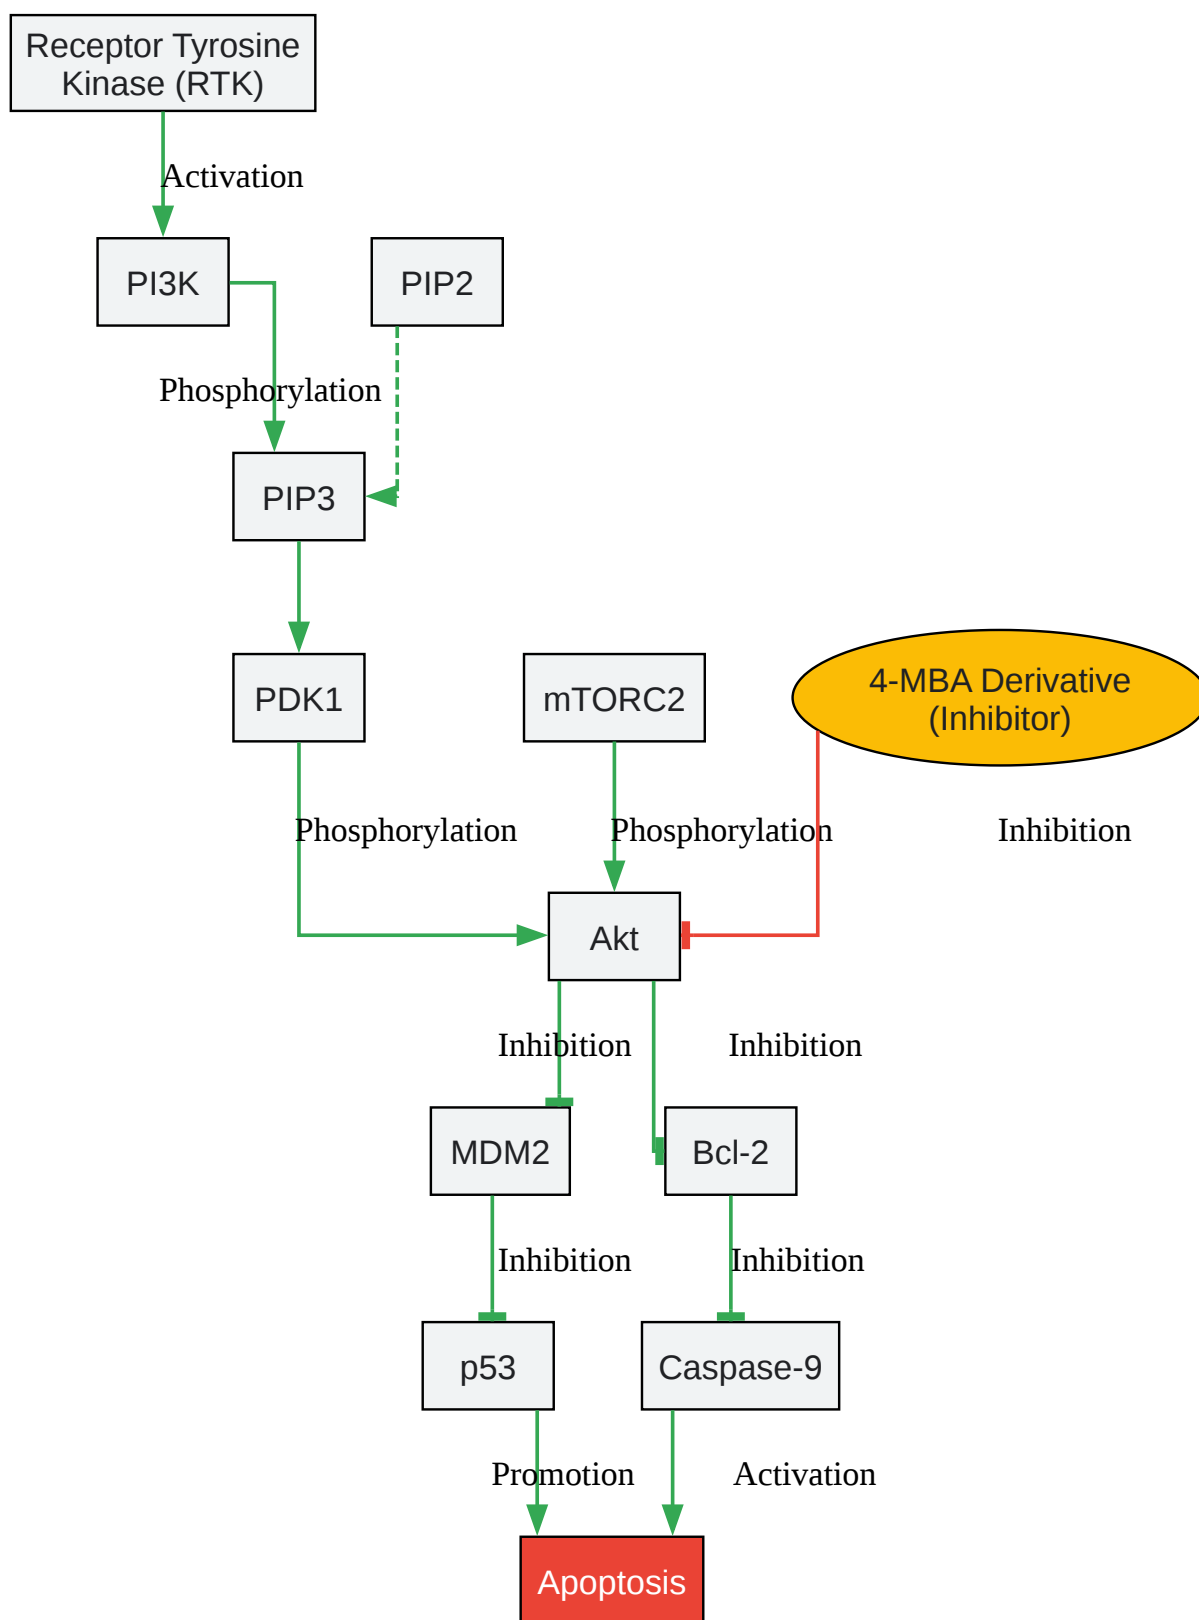 Receptor Tyrosine
Kinase (RTK)
Activation
PI3K
PIP2
Phosphorylation
PIP3
PDK1
mTORC2
4-MBA Derivative
(Inhibitor)
Phosphorylation
Phosphorylation
Inhibition
Akt
Inhibition
Inhibition
MDM2
Bcl-2
Inhibition
Inhibition
p53
Caspase-9
Promotion
Activation
Apoptosis